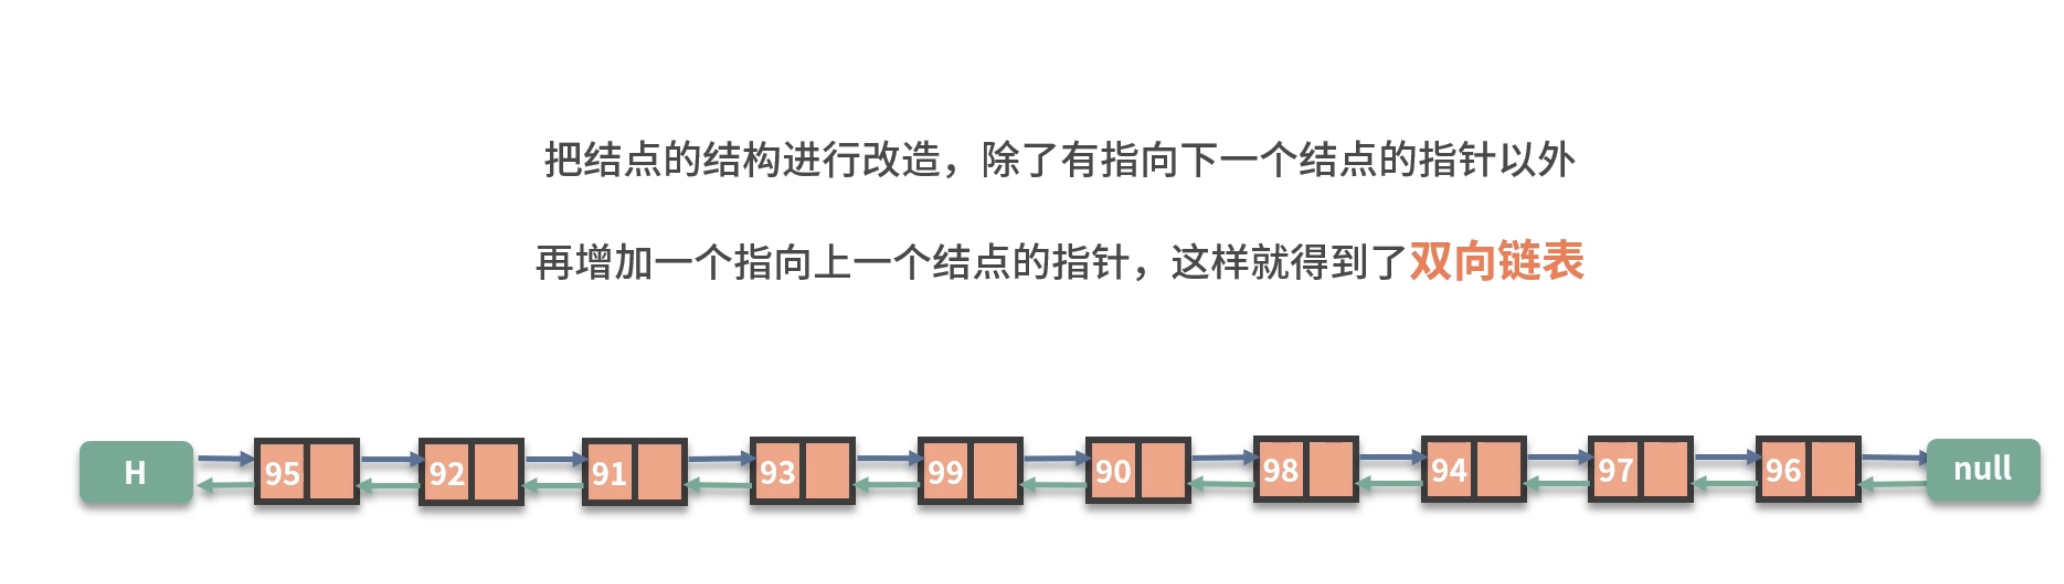 把结点的结构进行改造，除了有指向下一个结点的指针以外
再增加一个指向上一个结点的指针，这样就得到了双向链表
H 95 92 91 93 99 90 98 94 97 96 null